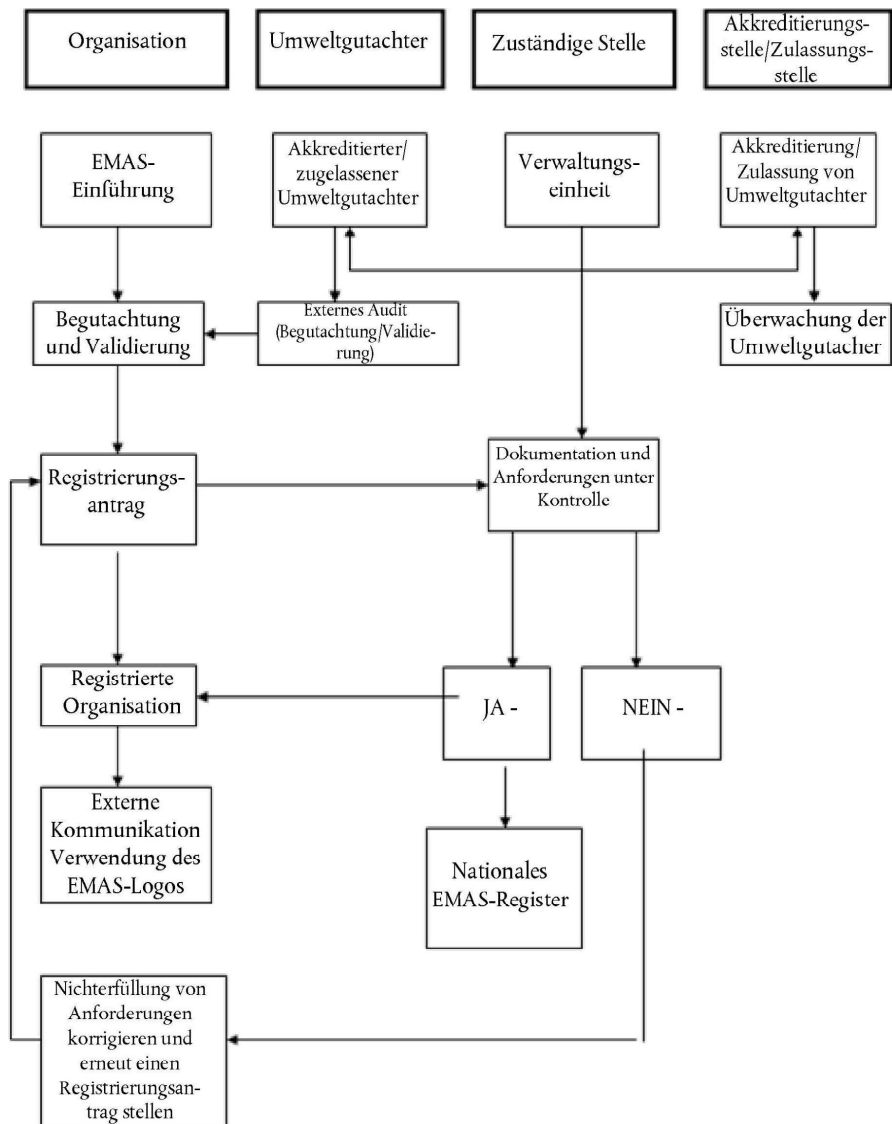 Organisation
Umweltgutachter
Zuständige Stelle
Akkreditierungs-
stelle/Zulassungs-
stelle
EMAS-
Einführung
Akkreditierter/
zugelassener
Umweltgutachter
Verwaltungs-
einheit
Akkreditierung/
Zulassung von
Umweltgutachter
Begutachtung
und Validierung
Externes Audit
(Begutachtung/Validie-
rung)
Überwachung der
Umweltgutacher
Registrierungs-
antrag
Dokumentation und
Anforderungen unter
Kontrolle
Registrierte
Organisation
JA -
NEIN -
Externe
Kommunikation
Verwendung des
EMAS-Logos
Nationales
EMAS-Register
Nichterfüllung von
Anforderungen
korrigieren und
erneut einen
Registrierungsan-
trag stellen